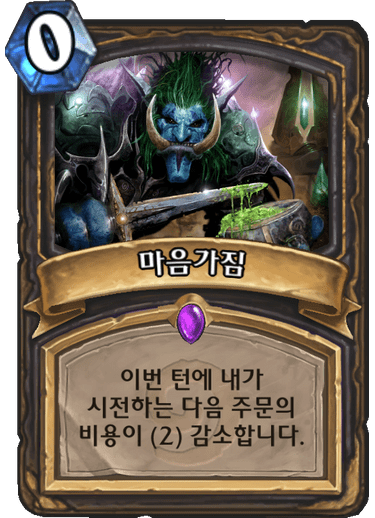 0
마음가짐
이번 턴에 내가
시전하는 다음 주문의
비용이 (2) 감소합니다.